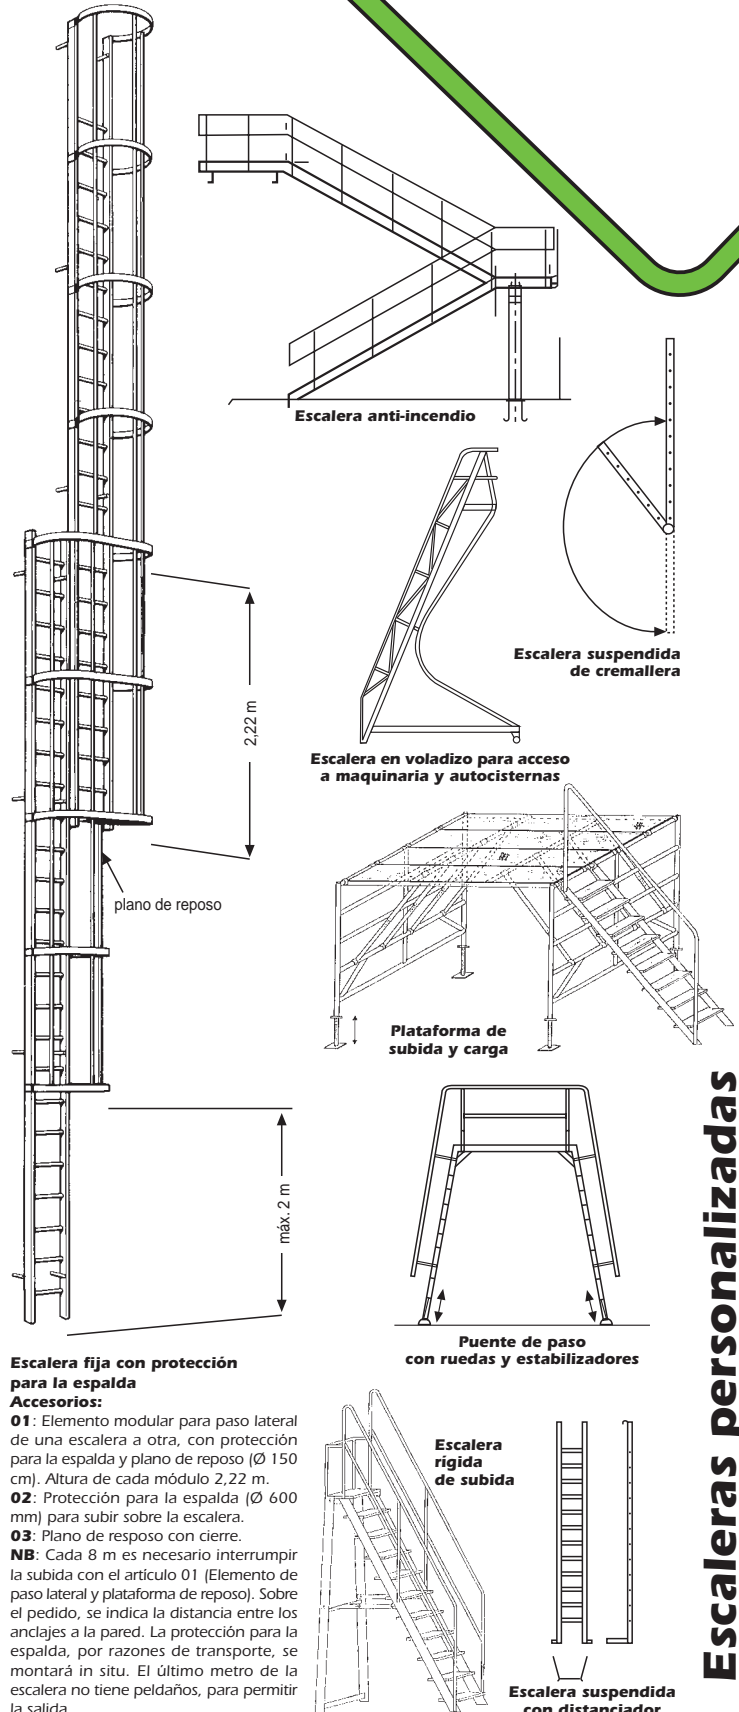 Escalera anti-incendio
Escalera suspendida
de cremallera
2,22 m
Escalera en voladizo para acceso
a maquinaria y autocisternas
plano de reposo
Plataforma de
subida y carga
máx. 2 m
Puente de paso
con ruedas y estabilizadores
Escalera fija con protección
para la espalda
Accesorios:
01: Elemento modular para paso lateral
de una escalera a otra, con protección
para la espalda y plano de reposo (Ø 150
cm). Altura de cada módulo 2,22 m.
02: Protección para la espalda (Ø 600
mm) para subir sobre la escalera.
03: Plano de resposo con cierre.
NB: Cada 8 m es necesario interrumpir
la subida con el artículo 01 (Elemento de
paso lateral y plataforma de reposo). Sobre
el pedido, se indica la distancia entre los
anclajes a la pared. La protección para la
espalda, por razones de transporte, se
montará in situ. El último metro de la
escalera no tiene peldaños, para permitir
la salida
Escalera
rígida
de subida
Escalera suspendida
con distanciador
Escaleras personalizadas